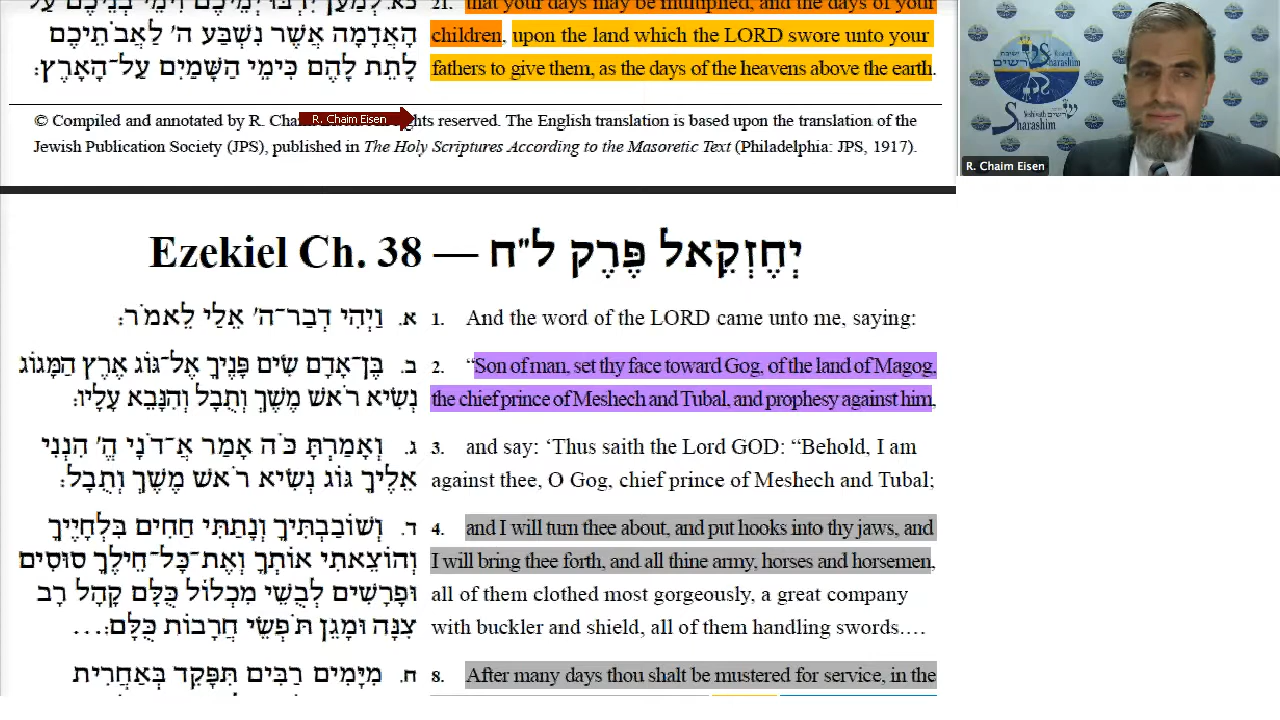 that your days may be multiplied, and the days of your
הָאֲדָמָה אֲשֶׁר נִשְׁבַּע ה' לַאֲבֹתֵיכֶם children, upon the land which the LORD swore unto your
לָתֵת לָהֶם כִּימֵי הַשָּׁמַיִם עַל־הָאָרֶץ: fathers to give them, as the days of the heavens above the earth.
© Compiled and annotated by R. Chai R. Chaim Eisen ghts reserved. The English translation is based upon the translation of the
Jewish Publication Society (JPS), published in The Holy Scriptures According to the Masoretic Text (Philadelphia: JPS, 1917).
R. Chaim Eisen
Ezekiel Ch. 38 — יְחֶזְקֵאל פֶּרֶק ל"ח
א. וַיְהִי דְבַר־ה' אֵלַי לֵאמֹר: 1. And the word of the LORD came unto me, saying:
ב. בֶּן־אָדָם שִׂים פָּנֶיךָ אֶל־גּוֹג אֶרֶץ הַמָּגוֹג 2. “Son of man, set thy face toward Gog, of the land of Magog,
נְשִׂיא רֹאשׁ מֶשֶׁךְ וְתֻבָל וְהִנָּבֵא עָלָיו: the chief prince of Meshech and Tubal, and prophesy against him,
ג. וְאָמַרְתָּ כֹּה אָמַר אֲ־דֹנָי הֱ' הִנְנִי 3. and say: ‘Thus saith the Lord GOD: “Behold, I am
אֵלֶיךָ גּוֹג נְשִׂיא רֹאשׁ מֶשֶׁךְ וְתֻבָל: against thee, O Gog, chief prince of Meshech and Tubal;
ד. וְשׁוֹבַבְתִּיךָ וְנָתַתִּי חַחִים בִּלְחָיֶיךָ 4. and I will turn thee about, and put hooks into thy jaws, and
וְהוֹצֵאתִי אוֹתְךָ וְאֶת־כָּל־חֵילֶךָ סוּסִים I will bring thee forth, and all thine army, horses and horsemen,
וּפָרָשִׁים לְבֻשֵׁי מִכְלוֹל כֻּלָּם קָהָל רָב all of them clothed most gorgeously, a great company
צִנָּה וּמָגֵן תֹּפְשֵׂי חֲרָבוֹת כֻּלָּם:... with buckler and shield, all of them handling swords....
ח. מִיָּמִים רַבִּים תִּפָּקֵד בְּאַחֲרִית 8. After many days thou shalt be mustered for service, in the